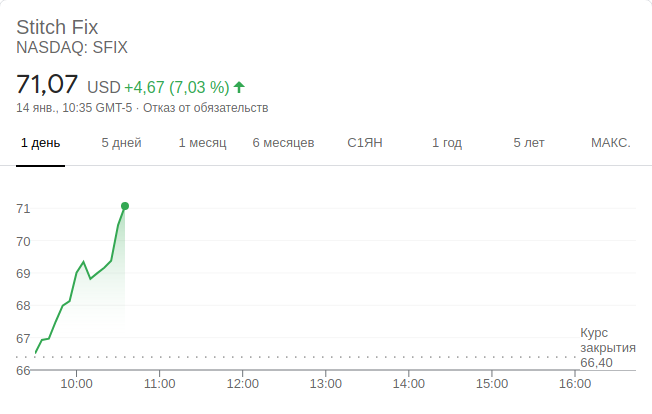 Stitch Fix
NASDAQ: SFIX
71,07 USD +4,67 (7,03 %)
14 янв., 10:35 GMT-5 · Отказ от обязательств
1 день 5 дней 1 месяц 6 месяцев С1ЯН 1 год 5 лет МАКС.
71
70
69
68
67
66
Курс
закрытия
66,40
10:00 11:00 12:00 13:00 14:00 15:00 16:00